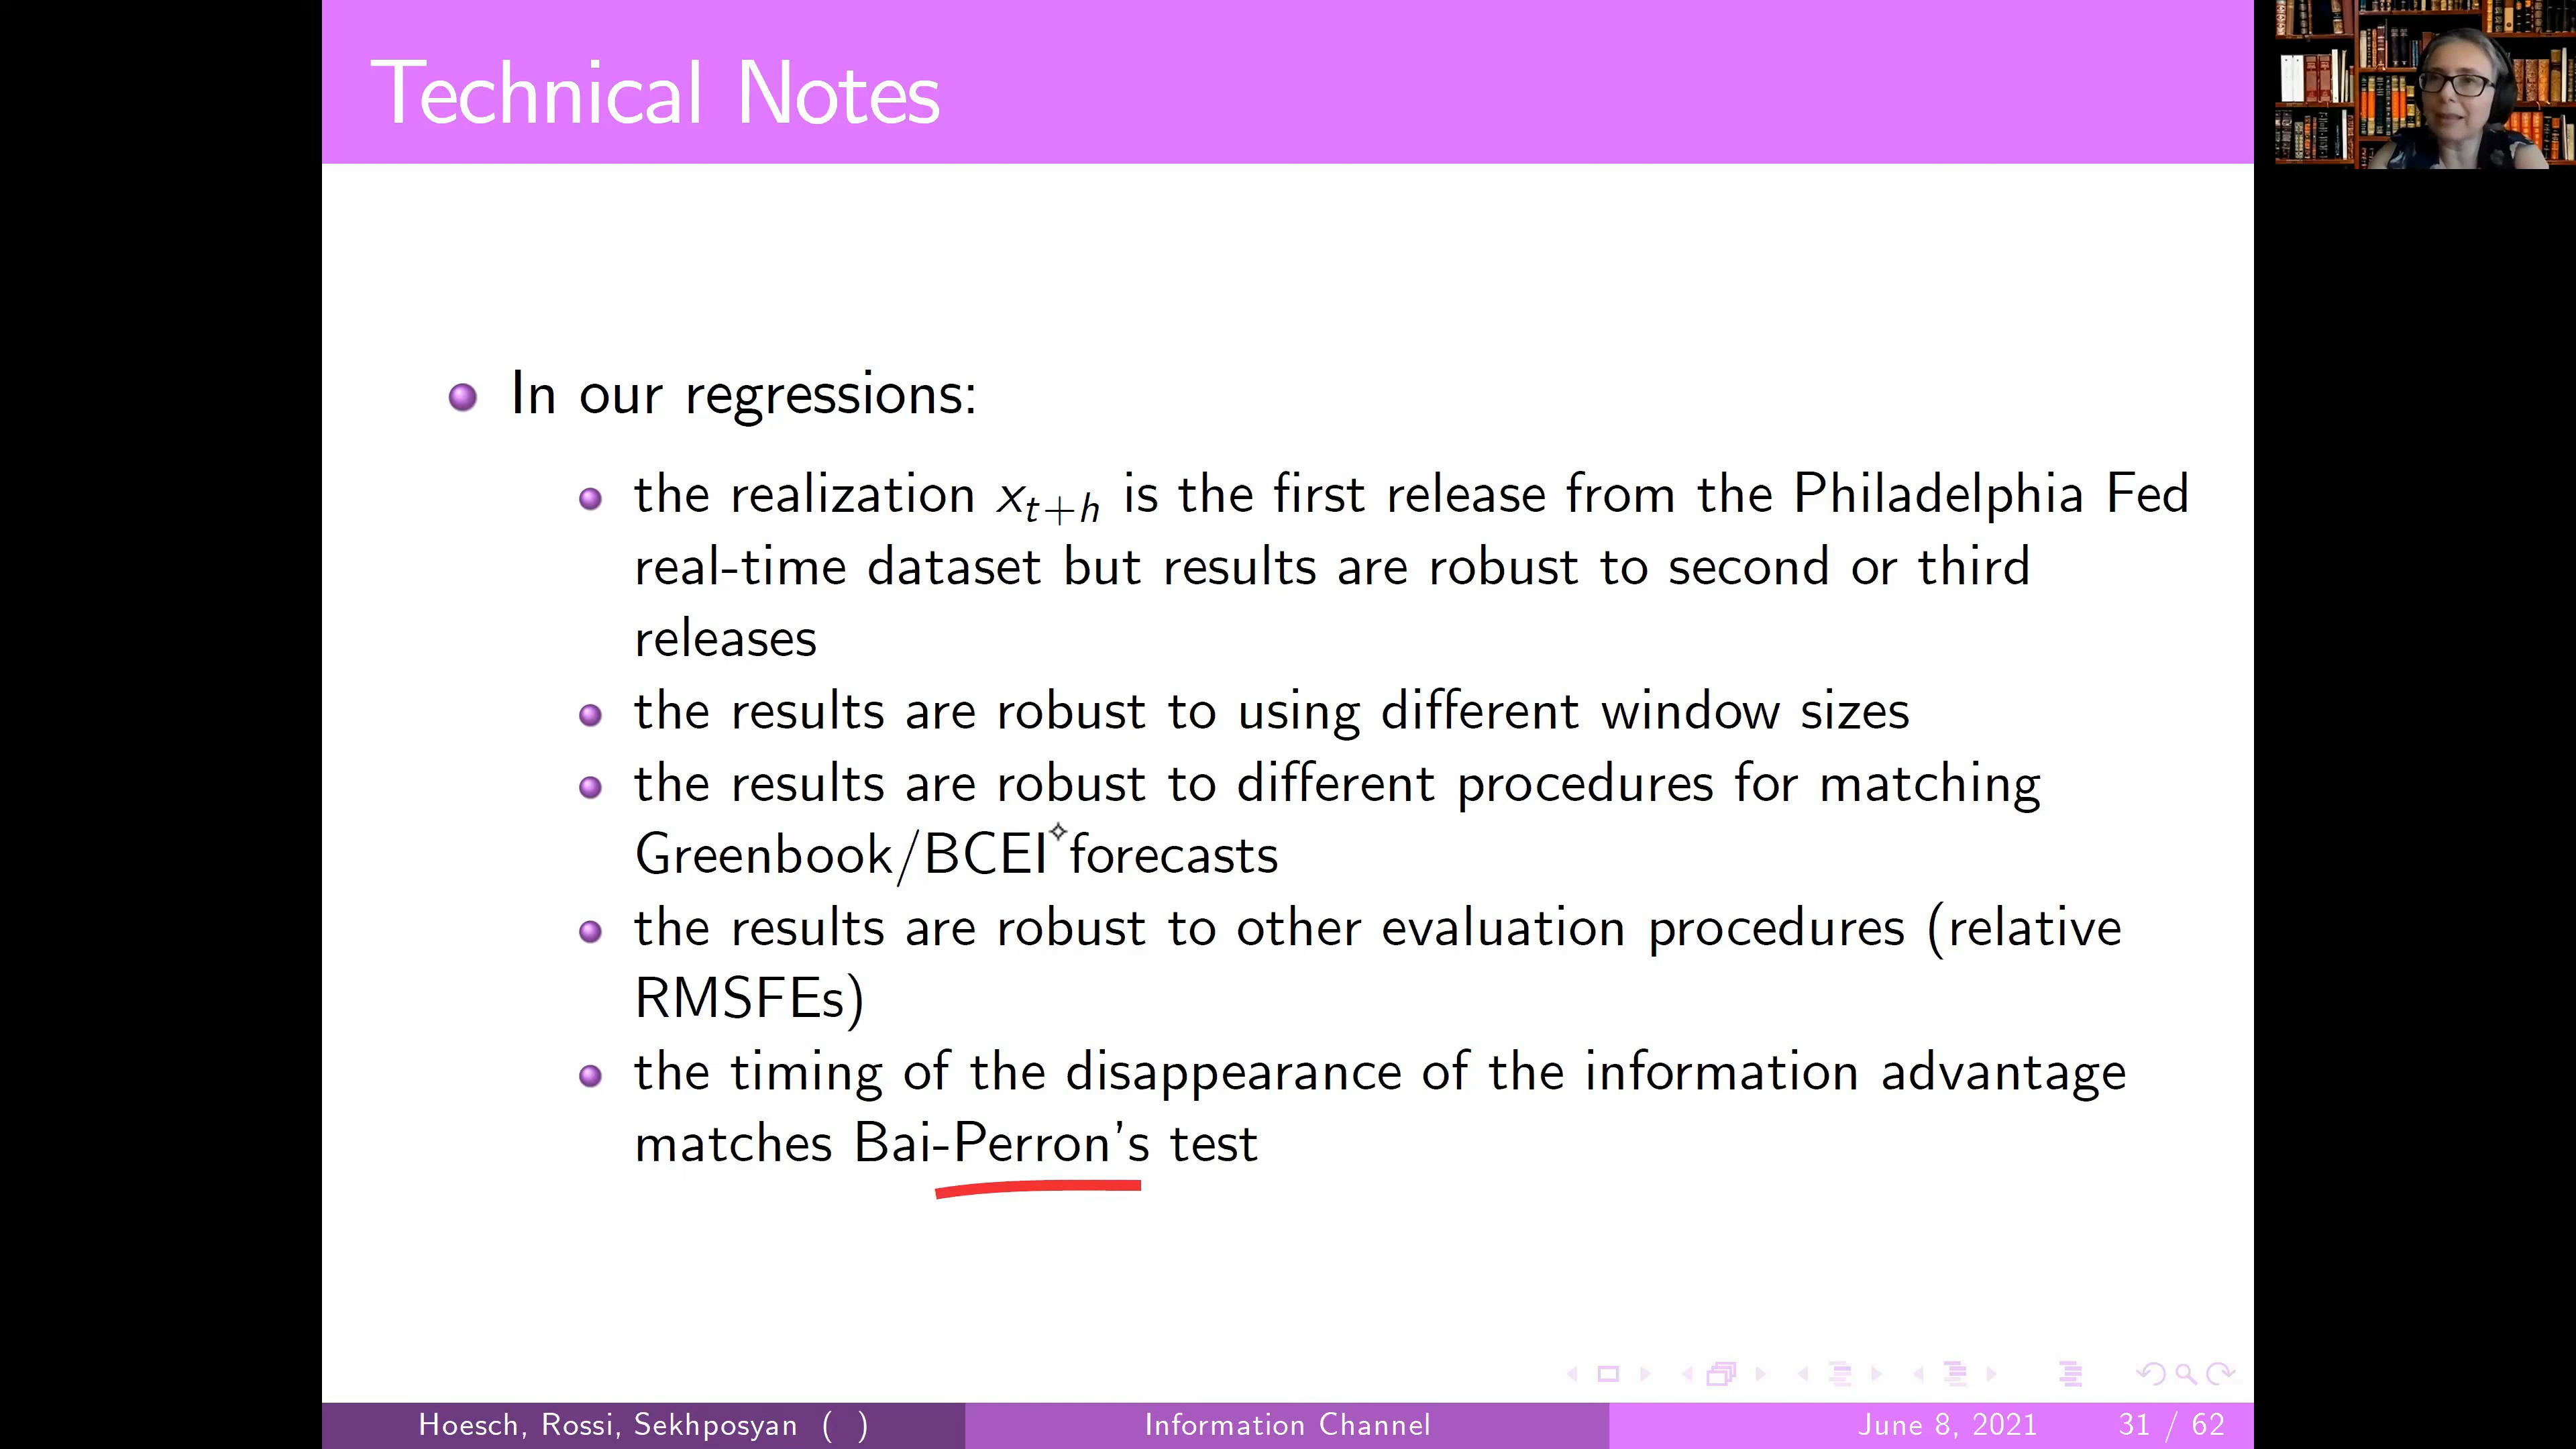 Technical Notes
In our regressions:
the realization x_{t+h} is the first release from the Philadelphia Fed
real-time dataset but results are robust to second or third
releases
the results are robust to using different window sizes
the results are robust to different procedures for matching
Greenbook/BCEI forecasts
the results are robust to other evaluation procedures (relative
RMSFEs)
the timing of the disappearance of the information advantage
matches Bai-Perron's test
Hoesch, Rossi, Sekhposyan ( )
Information Channel
June 8, 2021
31 / 62